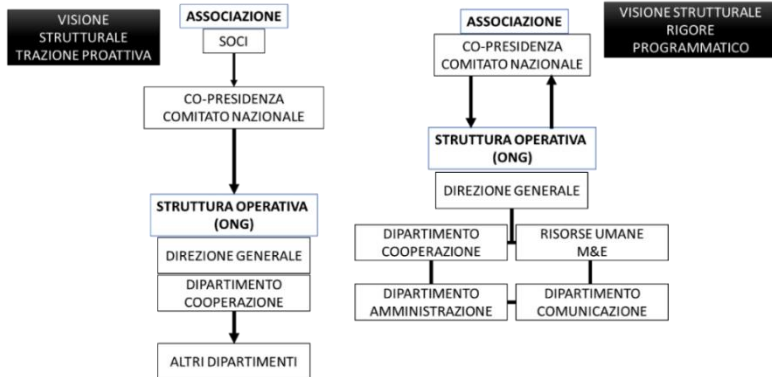 VISIONE
STRUTTURALE
TRAZIONE PROATTIVA
ASSOCIAZIONE
SOCI
CO-PRESIDENZA
COMITATO NAZIONALE
STRUTTURA OPERATIVA
(ONG)
DIREZIONE GENERALE
DIPARTIMENTO
COOPERAZIONE
ALTRI DIPARTIMENTI
ASSOCIAZIONE
CO-PRESIDENZA
COMITATO NAZIONALE
VISIONE STRUTTURALE
RIGORE
PROGRAMMATICO
STRUTTURA OPERATIVA
(ONG)
DIREZIONE GENERALE
DIPARTIMENTO
COOPERAZIONE
RISORSE UMANE
M&E
DIPARTIMENTO
AMMINISTRAZIONE
DIPARTIMENTO
COMUNICAZIONE